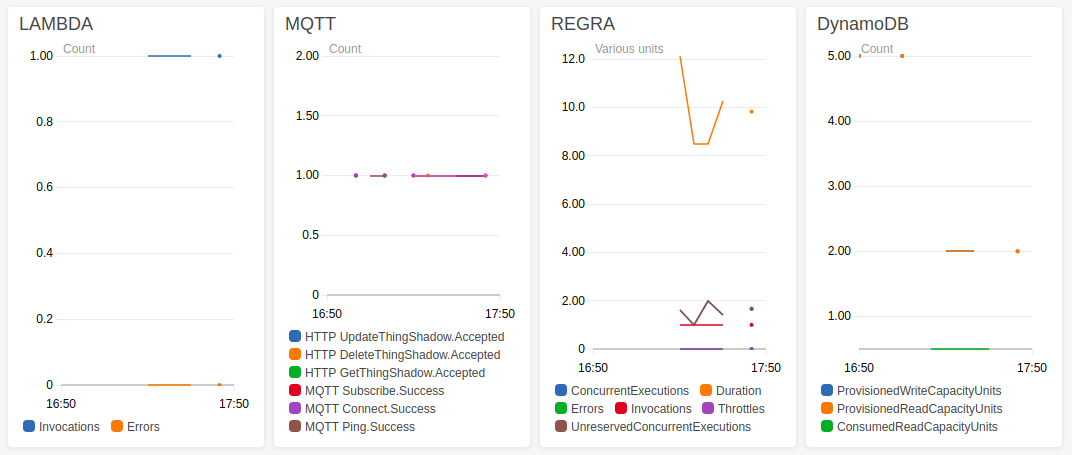 LAMBDA
Count
1.00
0.8
0.6
0.4
0.2
0
16:50 17:50
Invocations Errors
MQTT
Count
2.00
1.50
1.00
0.5
0
16:50 17:50
HTTP UpdateThingShadow.Accepted
HTTP DeleteThingShadow.Accepted
HTTP GetThingShadow.Accepted
MQTT Subscribe.Success
MQTT Connect.Success
MQTT Ping.Success
REGRA
Various units
12.0
10.0
8.00
6.00
4.00
2.00
0
16:50 17:50
ConcurrentExecutions Duration
Errors Invocations Throttles
UnreservedConcurrentExecutions
DynamoDB
Count
5.00
4.00
3.00
2.00
1.00
16:50 17:50
ProvisionedWriteCapacityUnits
ProvisionedReadCapacityUnits
ConsumedReadCapacityUnits